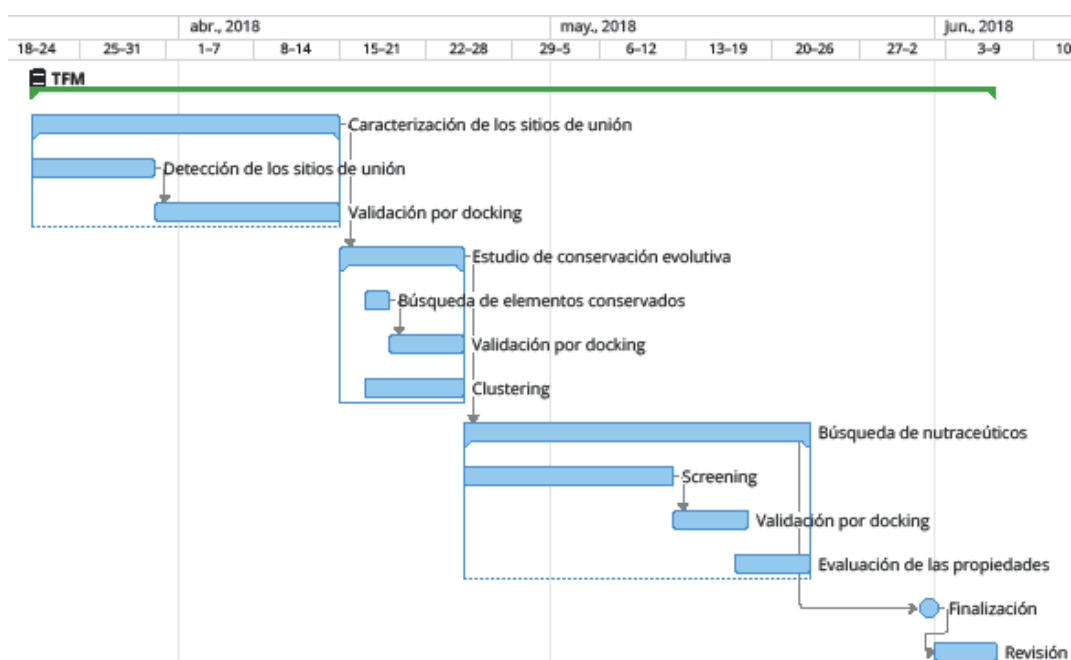 abr., 2018 may., 2018 jun., 2018
18–24 25–31 1–7 8–14 15–21 22–28 29–5 6–12 13–19 20–26 27–2 3–9 10
TFM
Caracterización de los sitios de unión
Detección de los sitios de unión
Validación por docking
Estudio de conservación evolutiva
Búsqueda de elementos conservados
Validación por docking
Clustering
Búsqueda de nutraceúticos
Screening
Validación por docking
Evaluación de las propiedades
Finalización
Revisión